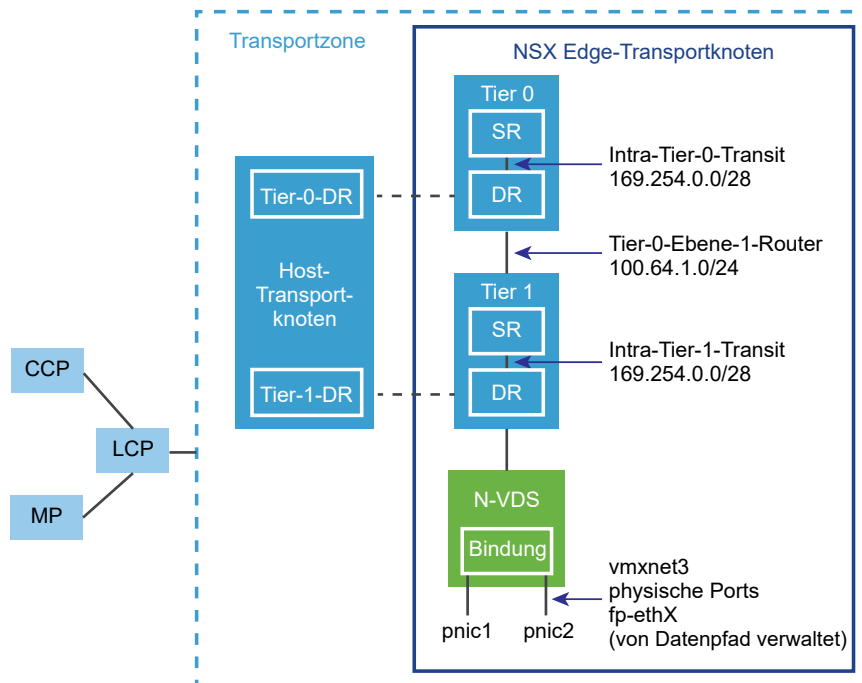 Transportzone
NSX Edge-Transportknoten
Tier 0
SR
DR
Intra-Tier-0-Transit
169.254.0.0/28
Tier-0-DR
Host-
Transport-
knoten
Tier-1-DR
Tier-0-Ebene-1-Router
100.64.1.0/24
Tier 1
SR
DR
Intra-Tier-1-Transit
169.254.0.0/28
CCP
LCP
MP
N-VDS
Bindung
pnic1
pnic2
vmxnet3
physische Ports
fp-ethX
(von Datenpfad verwaltet)